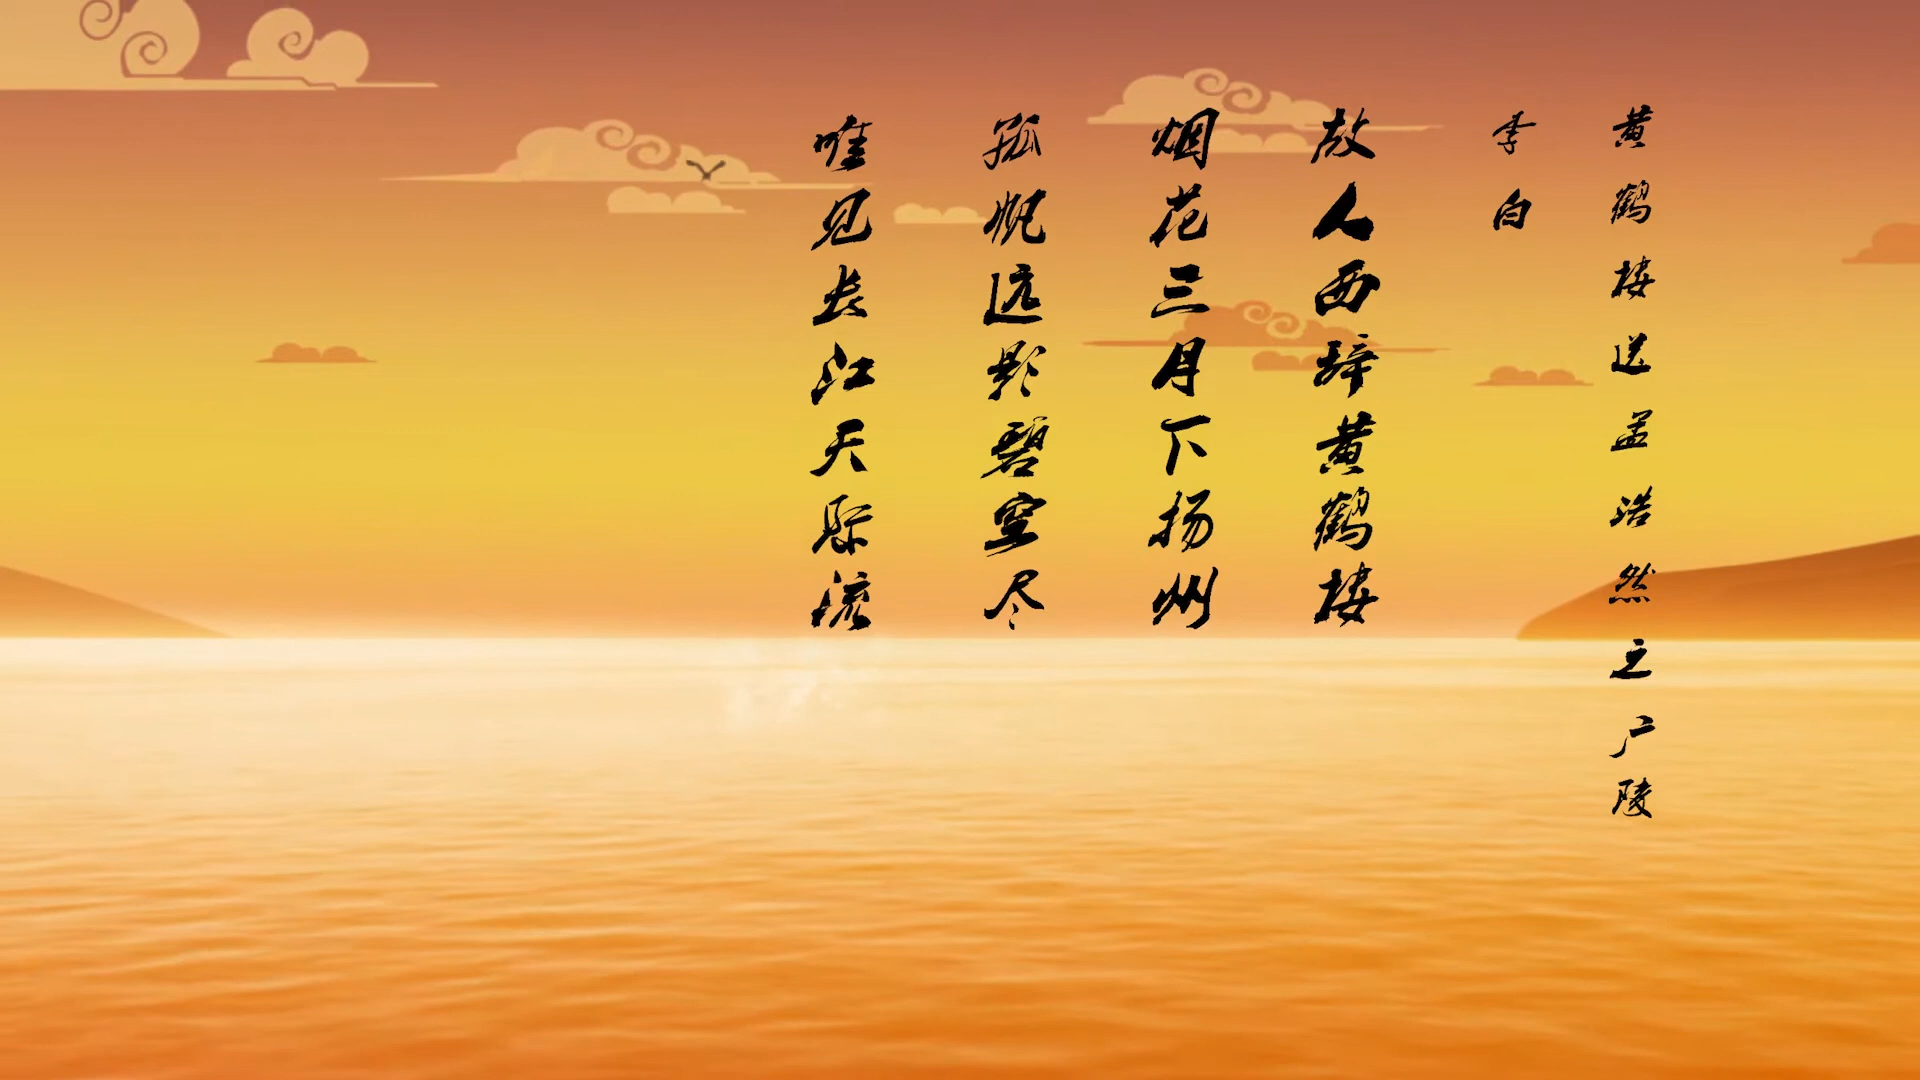 黄鹤楼送孟浩然之广陵
李白
故人西辞黄鹤楼
烟花三月下扬州
孤帆远影碧空尽
唯见长江天际流